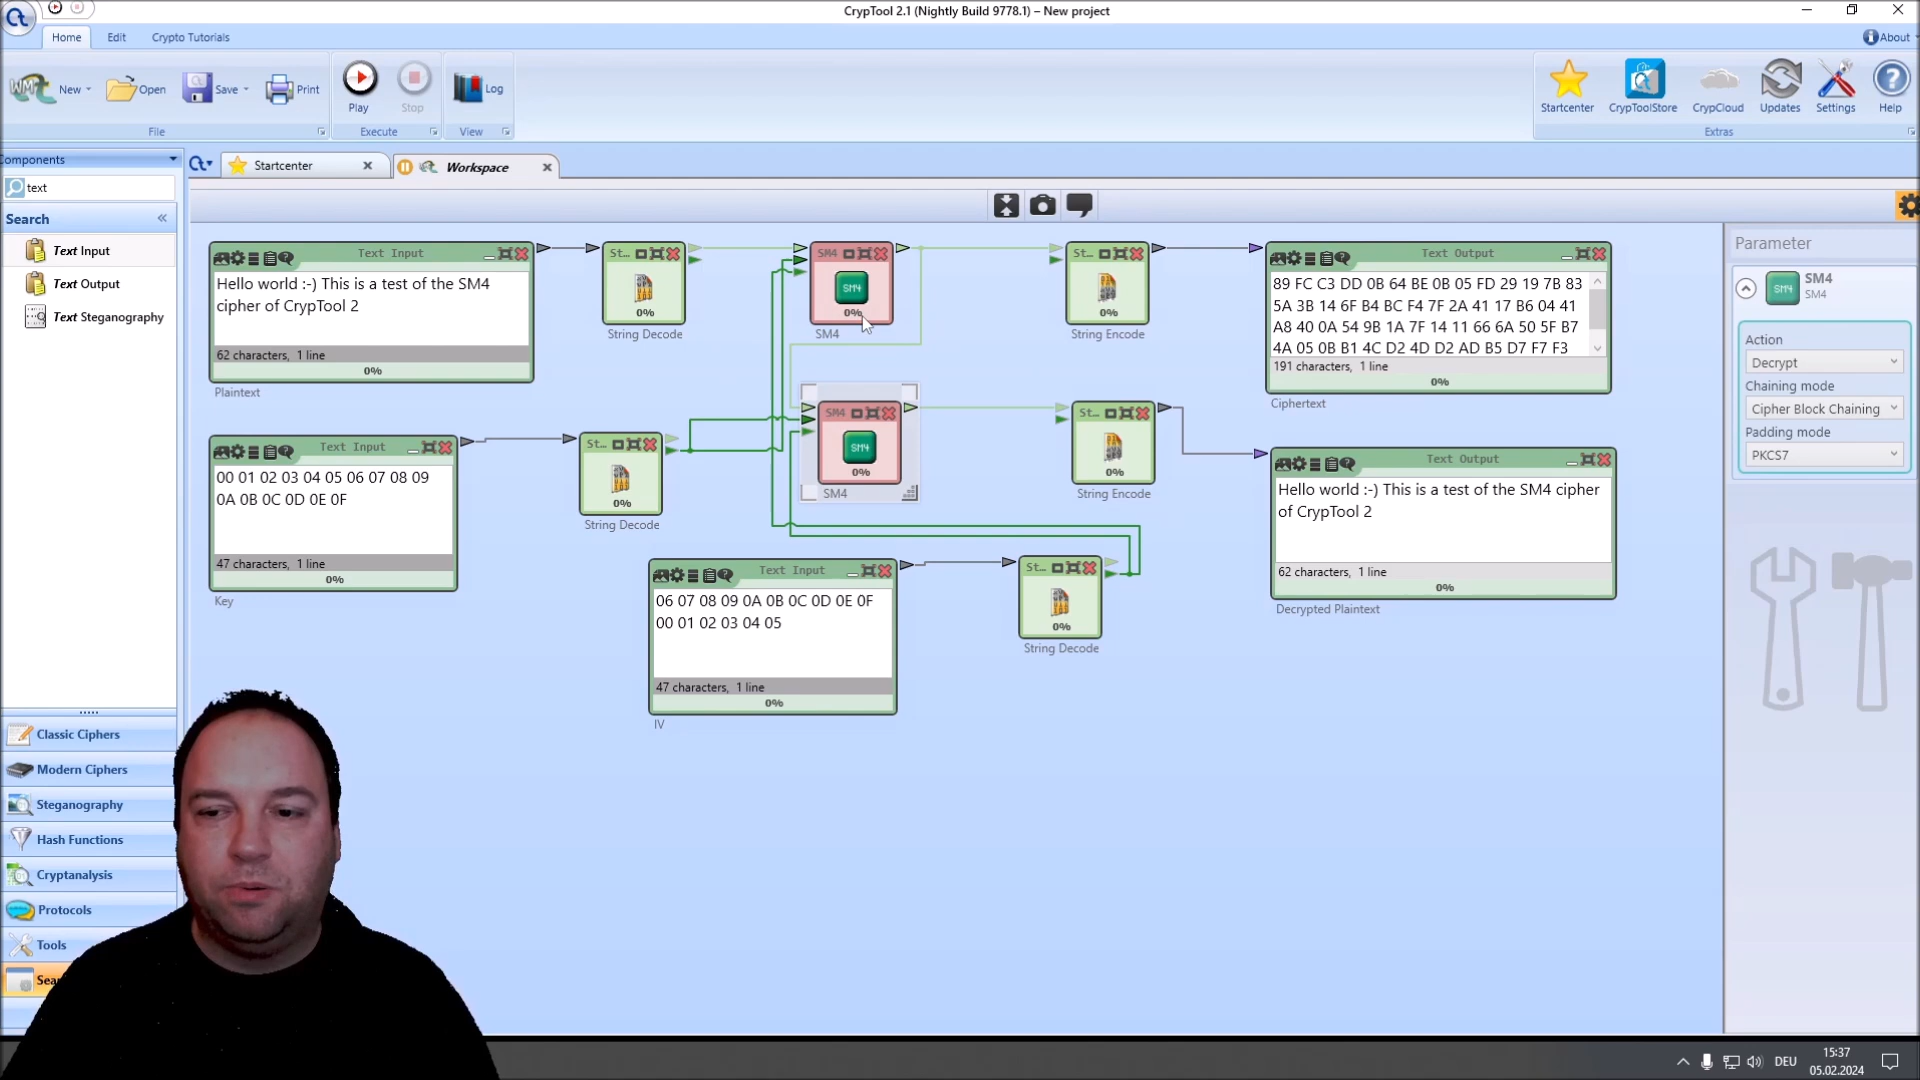 CrypTool 2.1 (Nightly Build 9778.1) – New project
Home
Edit
Crypto Tutorials
About
New
Open
Save
Print
Play
Stop
Log
Startcenter
CrypToolStore
CrypCloud
Updates
Settings
Help
File
Execute
View
Extras
Components
Startcenter
Workspace
text
Search
Text Input
Text Output
Text Steganography
Classic Ciphers
Modern Ciphers
Steganography
Hash Functions
Cryptanalysis
Protocols
Tools
Sea
Text Input
Hello world :-) This is a test of the SM4
cipher of CrypTool 2
62 characters, 1 line
0%
Plaintext
St...
0%
String Decode
SM4
SM4
0%
SM4
St...
0%
String Encode
Text Output
89 FC C3 DD 0B 64 BE 0B 05 FD 29 19 7B 83
5A 3B 14 6F B4 BC F4 7F 2A 41 17 B6 04 41
A8 40 0A 54 9B 1A 7F 14 11 66 6A 50 5F B7
4A 05 0B B1 4C D2 4D D2 AD B5 D7 F7 F3
191 characters, 1 line
0%
Ciphertext
Text Input
00 01 02 03 04 05 06 07 08 09
0A 0B 0C 0D 0E 0F
47 characters, 1 line
0%
Key
St...
0%
String Decode
SM4
SM4
0%
SM4
St...
0%
String Encode
Text Output
Hello world :-) This is a test of the SM4 cipher
of CrypTool 2
62 characters, 1 line
0%
Decrypted Plaintext
Text Input
06 07 08 09 0A 0B 0C 0D 0E 0F
00 01 02 03 04 05
47 characters, 1 line
0%
IV
St...
0%
String Decode
Parameter
SM4
SM4
SM4
Action
Decrypt
Chaining mode
Cipher Block Chaining
Padding mode
PKCS7
DEU
15:37
05.02.2024